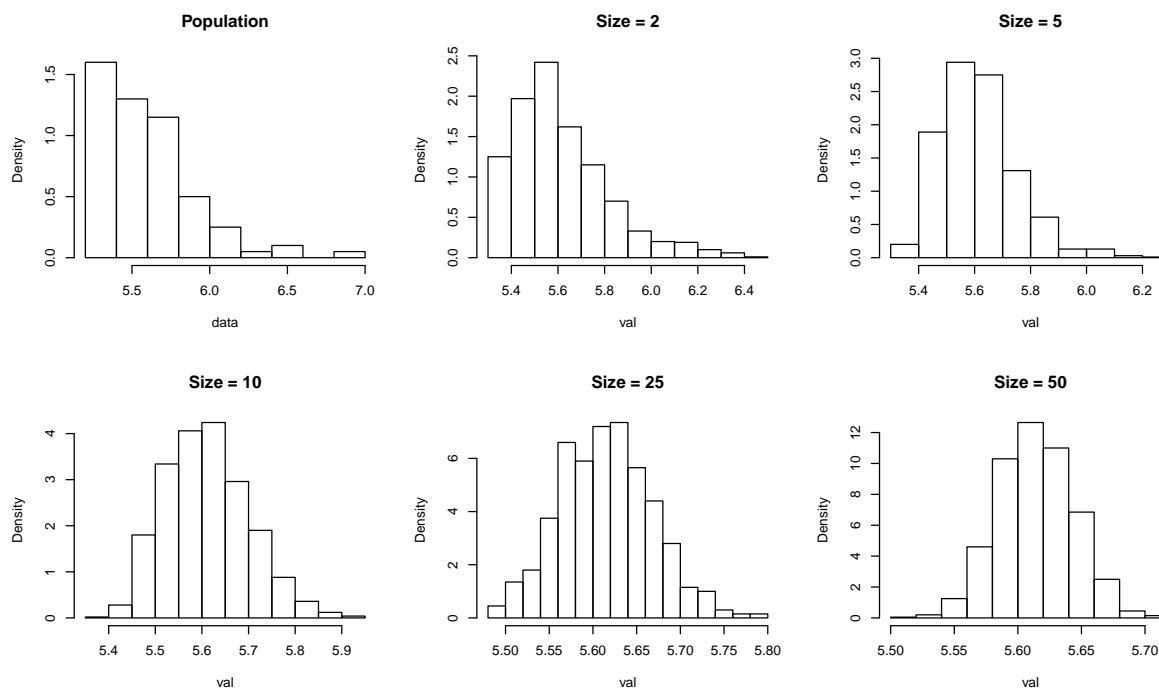 Population
Density
0.0 0.5 1.0 1.5
5.5 6.0 6.5 7.0
data
Size = 2
Density
0.0 0.5 1.0 1.5 2.0 2.5
5.4 5.6 5.8 6.0 6.2 6.4
val
Size = 5
Density
0.0 0.5 1.0 1.5 2.0 2.5 3.0
5.4 5.6 5.8 6.0 6.2
val
Size = 10
Density
0 1 2 3 4
5.4 5.5 5.6 5.7 5.8 5.9
val
Size = 25
Density
0 2 4 6
5.50 5.55 5.60 5.65 5.70 5.75 5.80
val
Size = 50
Density
0 2 4 6 8 10 12
5.50 5.55 5.60 5.65 5.70
val